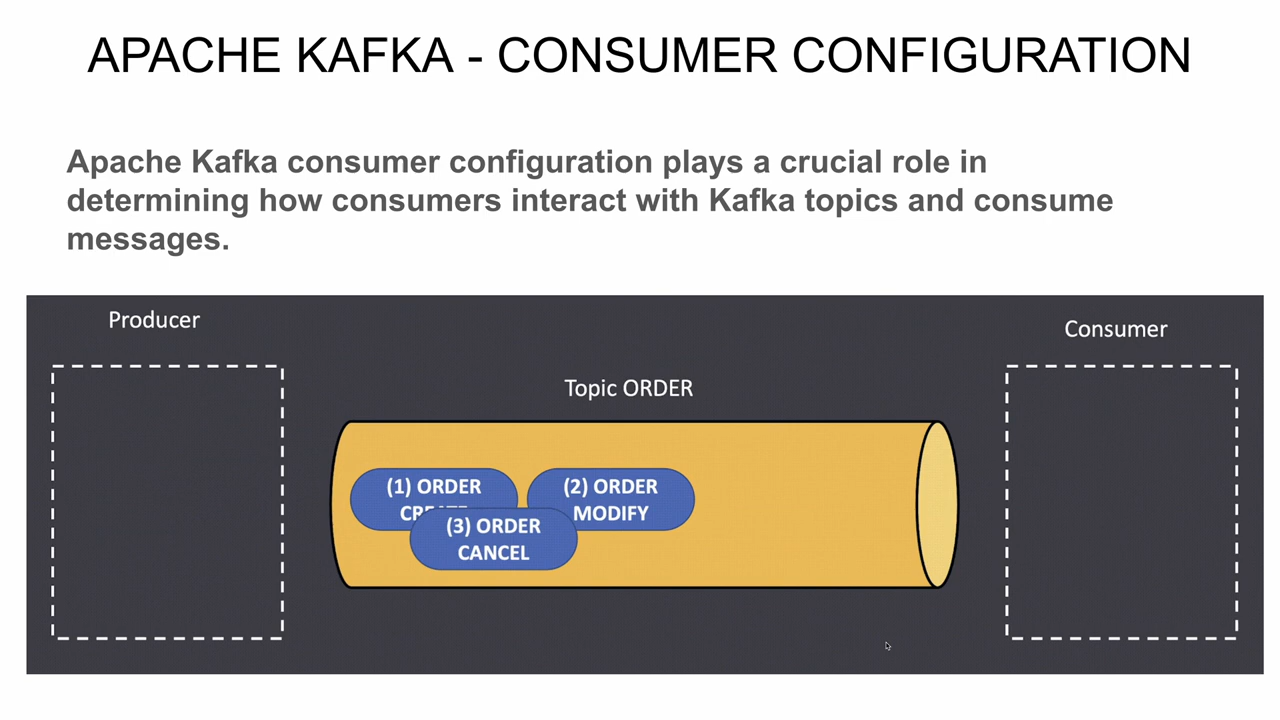 APACHE KAFKA - CONSUMER CONFIGURATION
Apache Kafka consumer configuration plays a crucial role in
determining how consumers interact with Kafka topics and consume
messages.
Producer
Consumer
Topic ORDER
(1) ORDER
(2) ORDER
MODIFY
(3) ORDER
CANCEL